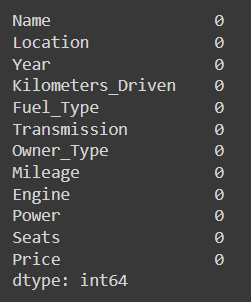 Name 0
Location 0
Year 0
Kilometers_Driven 0
Fuel_Type 0
Transmission 0
Owner_Type 0
Mileage 0
Engine 0
Power 0
Seats 0
Price 0
dtype: int64